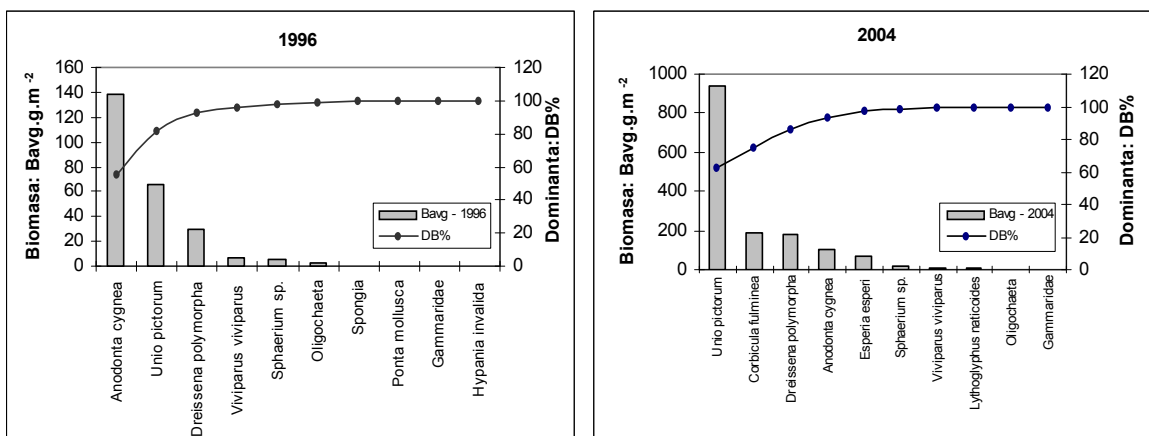 1996
Biomasa: Bavg.g.m -2
160
140
120
100
80
60
40
20
0
120
100
80
60
40
20
0
Dominanta:DB%
Bavg - 1996
DB%
Anodonta cygnea
Unio pictorum
Dreissena polymorpha
Viviparus viviparus
Sphaerium sp.
Oligochaeta
Spongia
Ponta mollusca
Gammaridae
Hypania invalida
2004
Biomasa: Bavg.g.m -2
1000
800
600
400
200
0
120
100
80
60
40
20
0
Dominanta: DB%
Bavg - 2004
DB%
Unio pictorum
Corbicula fulminea
Dreissena polymorpha
Anodonta cygnea
Esperia esperi
Sphaerium sp.
Viviparus viviparus
Lythoglyphus naticoides
Oligochaeta
Gammaridae